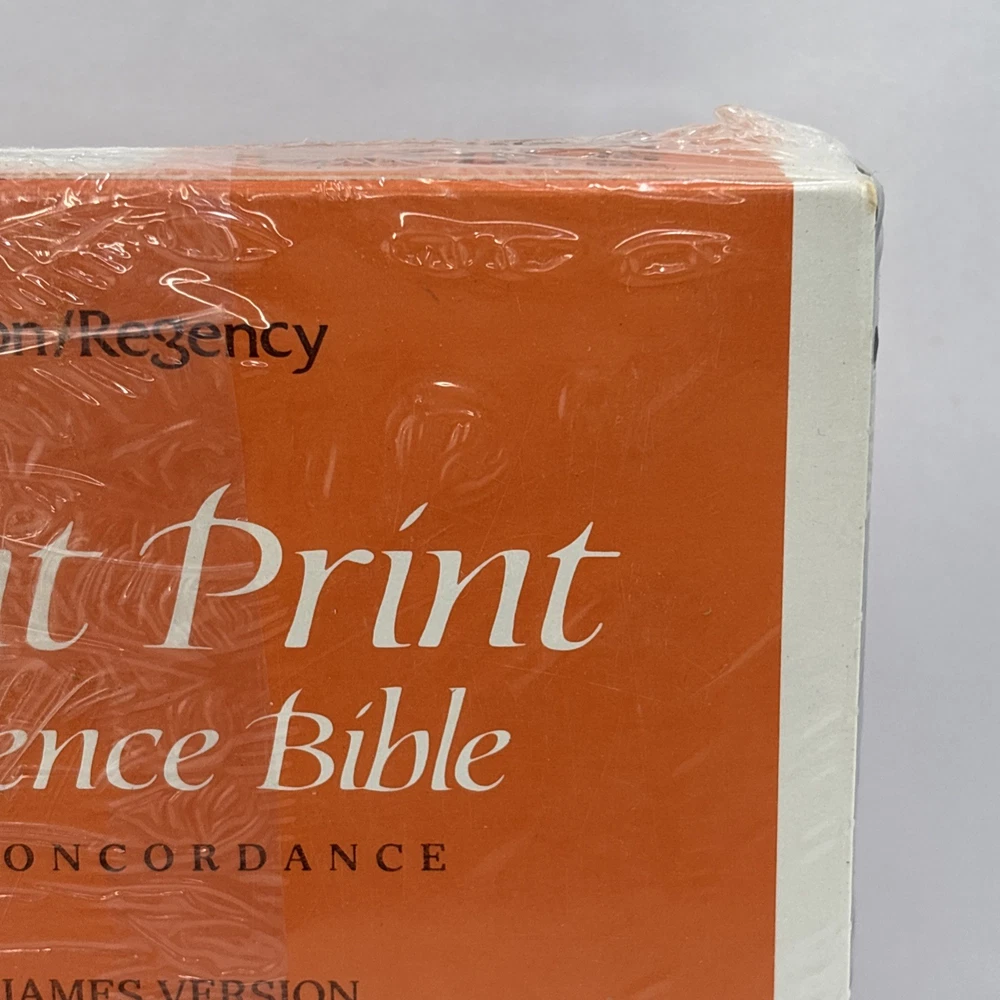 on/Regency
nt Print
ence Bible
ONCORDANCE
JAMES VERSION